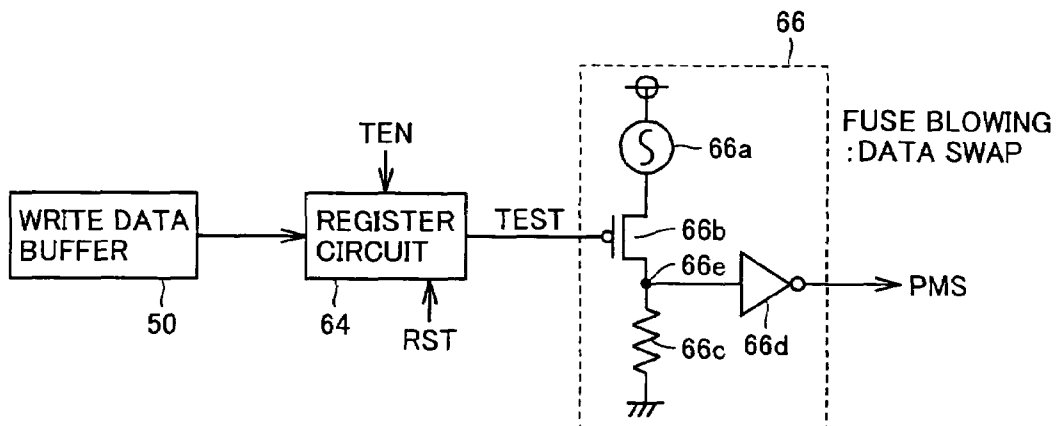 66
FUSE BLOWING
:DATA SWAP
66a
TEN
WRITE DATA
BUFFER
REGISTER
CIRCUIT
TEST
66b
66e
PMS
50
64
RST
66c
66d